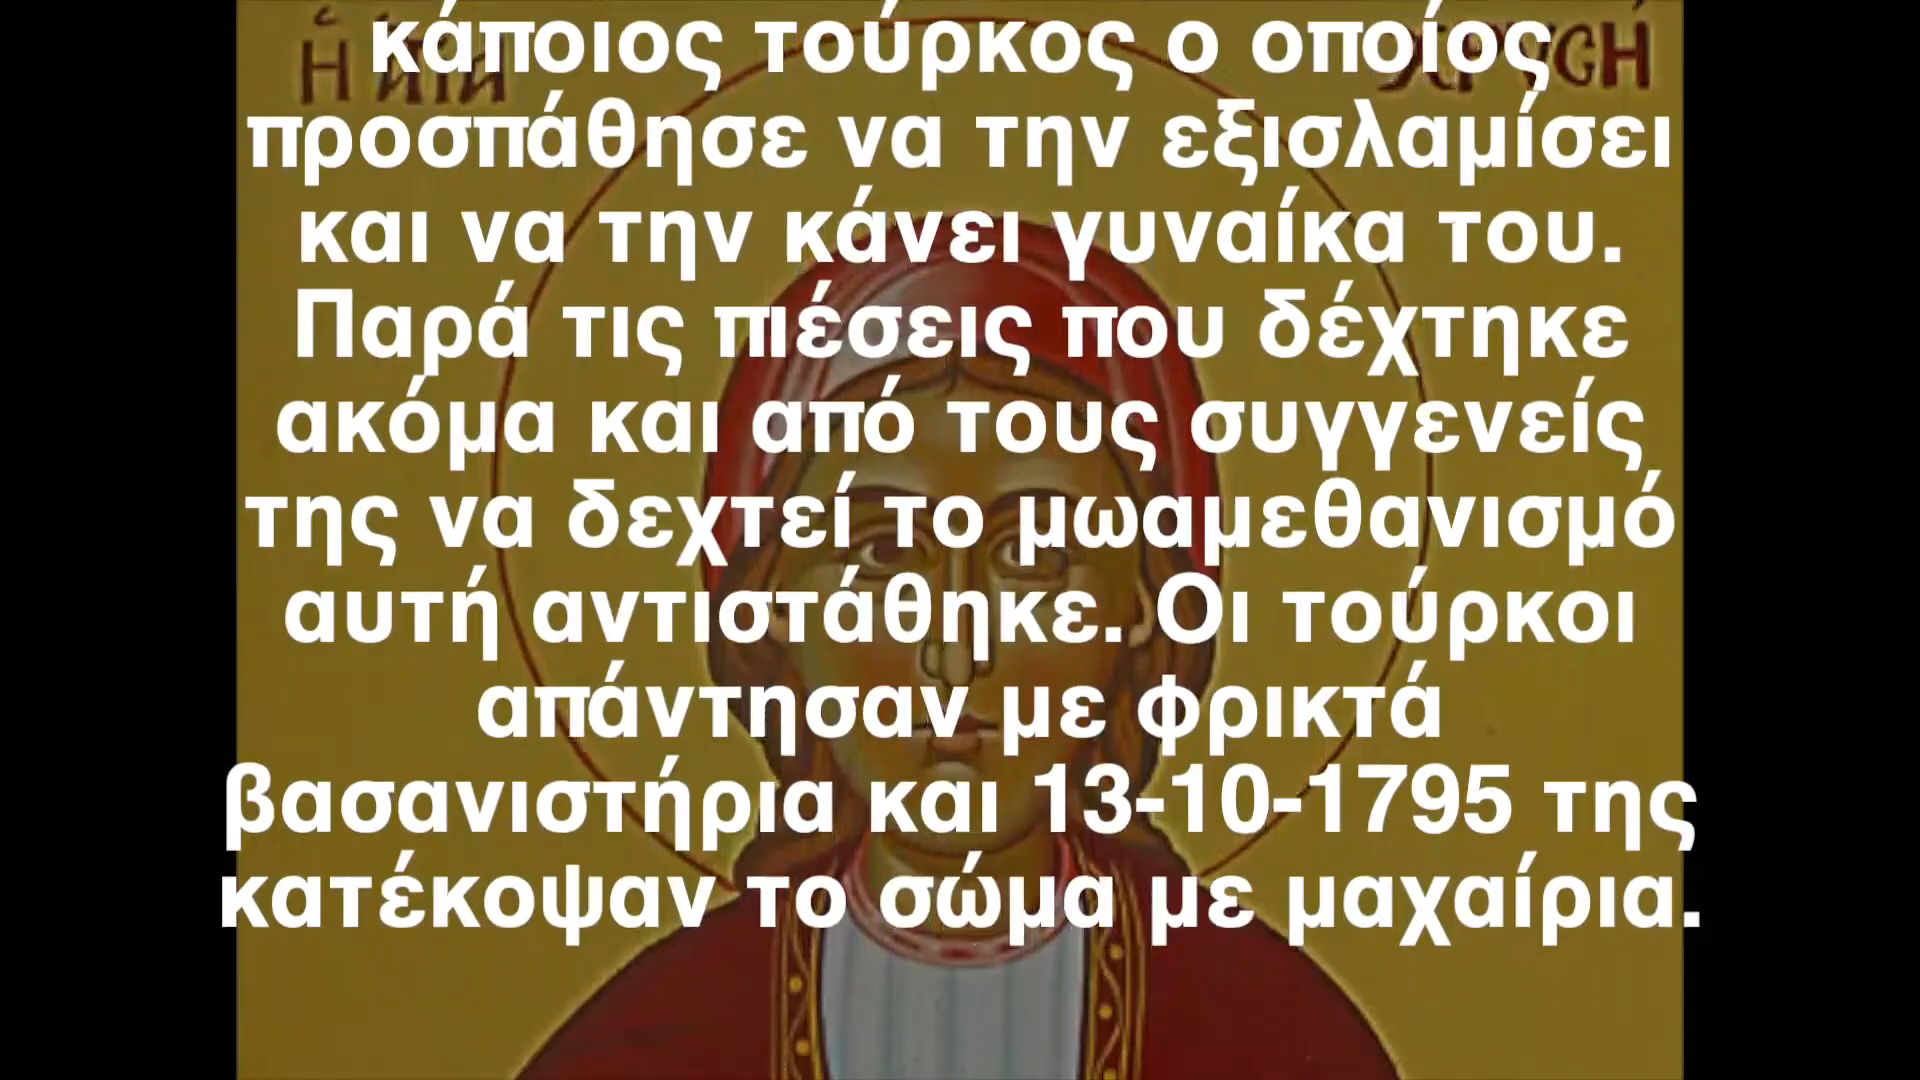 κάποιος τούρκος ο οποίος
προσπάθησε να την εξισλαμίσει
και να την κάνει γυναίκα του.
Παρά τις πιέσεις που δέχτηκε
ακόμα και από τους συγγενείς
της να δεχτεί το μωαμεθανισμό
αυτή αντιστάθηκε. Οι τούρκοι
απάντησαν με φρικτά
βασανιστήρια και 13-10-1795 της
κατέκοψαν το σώμα με μαχαίρια.